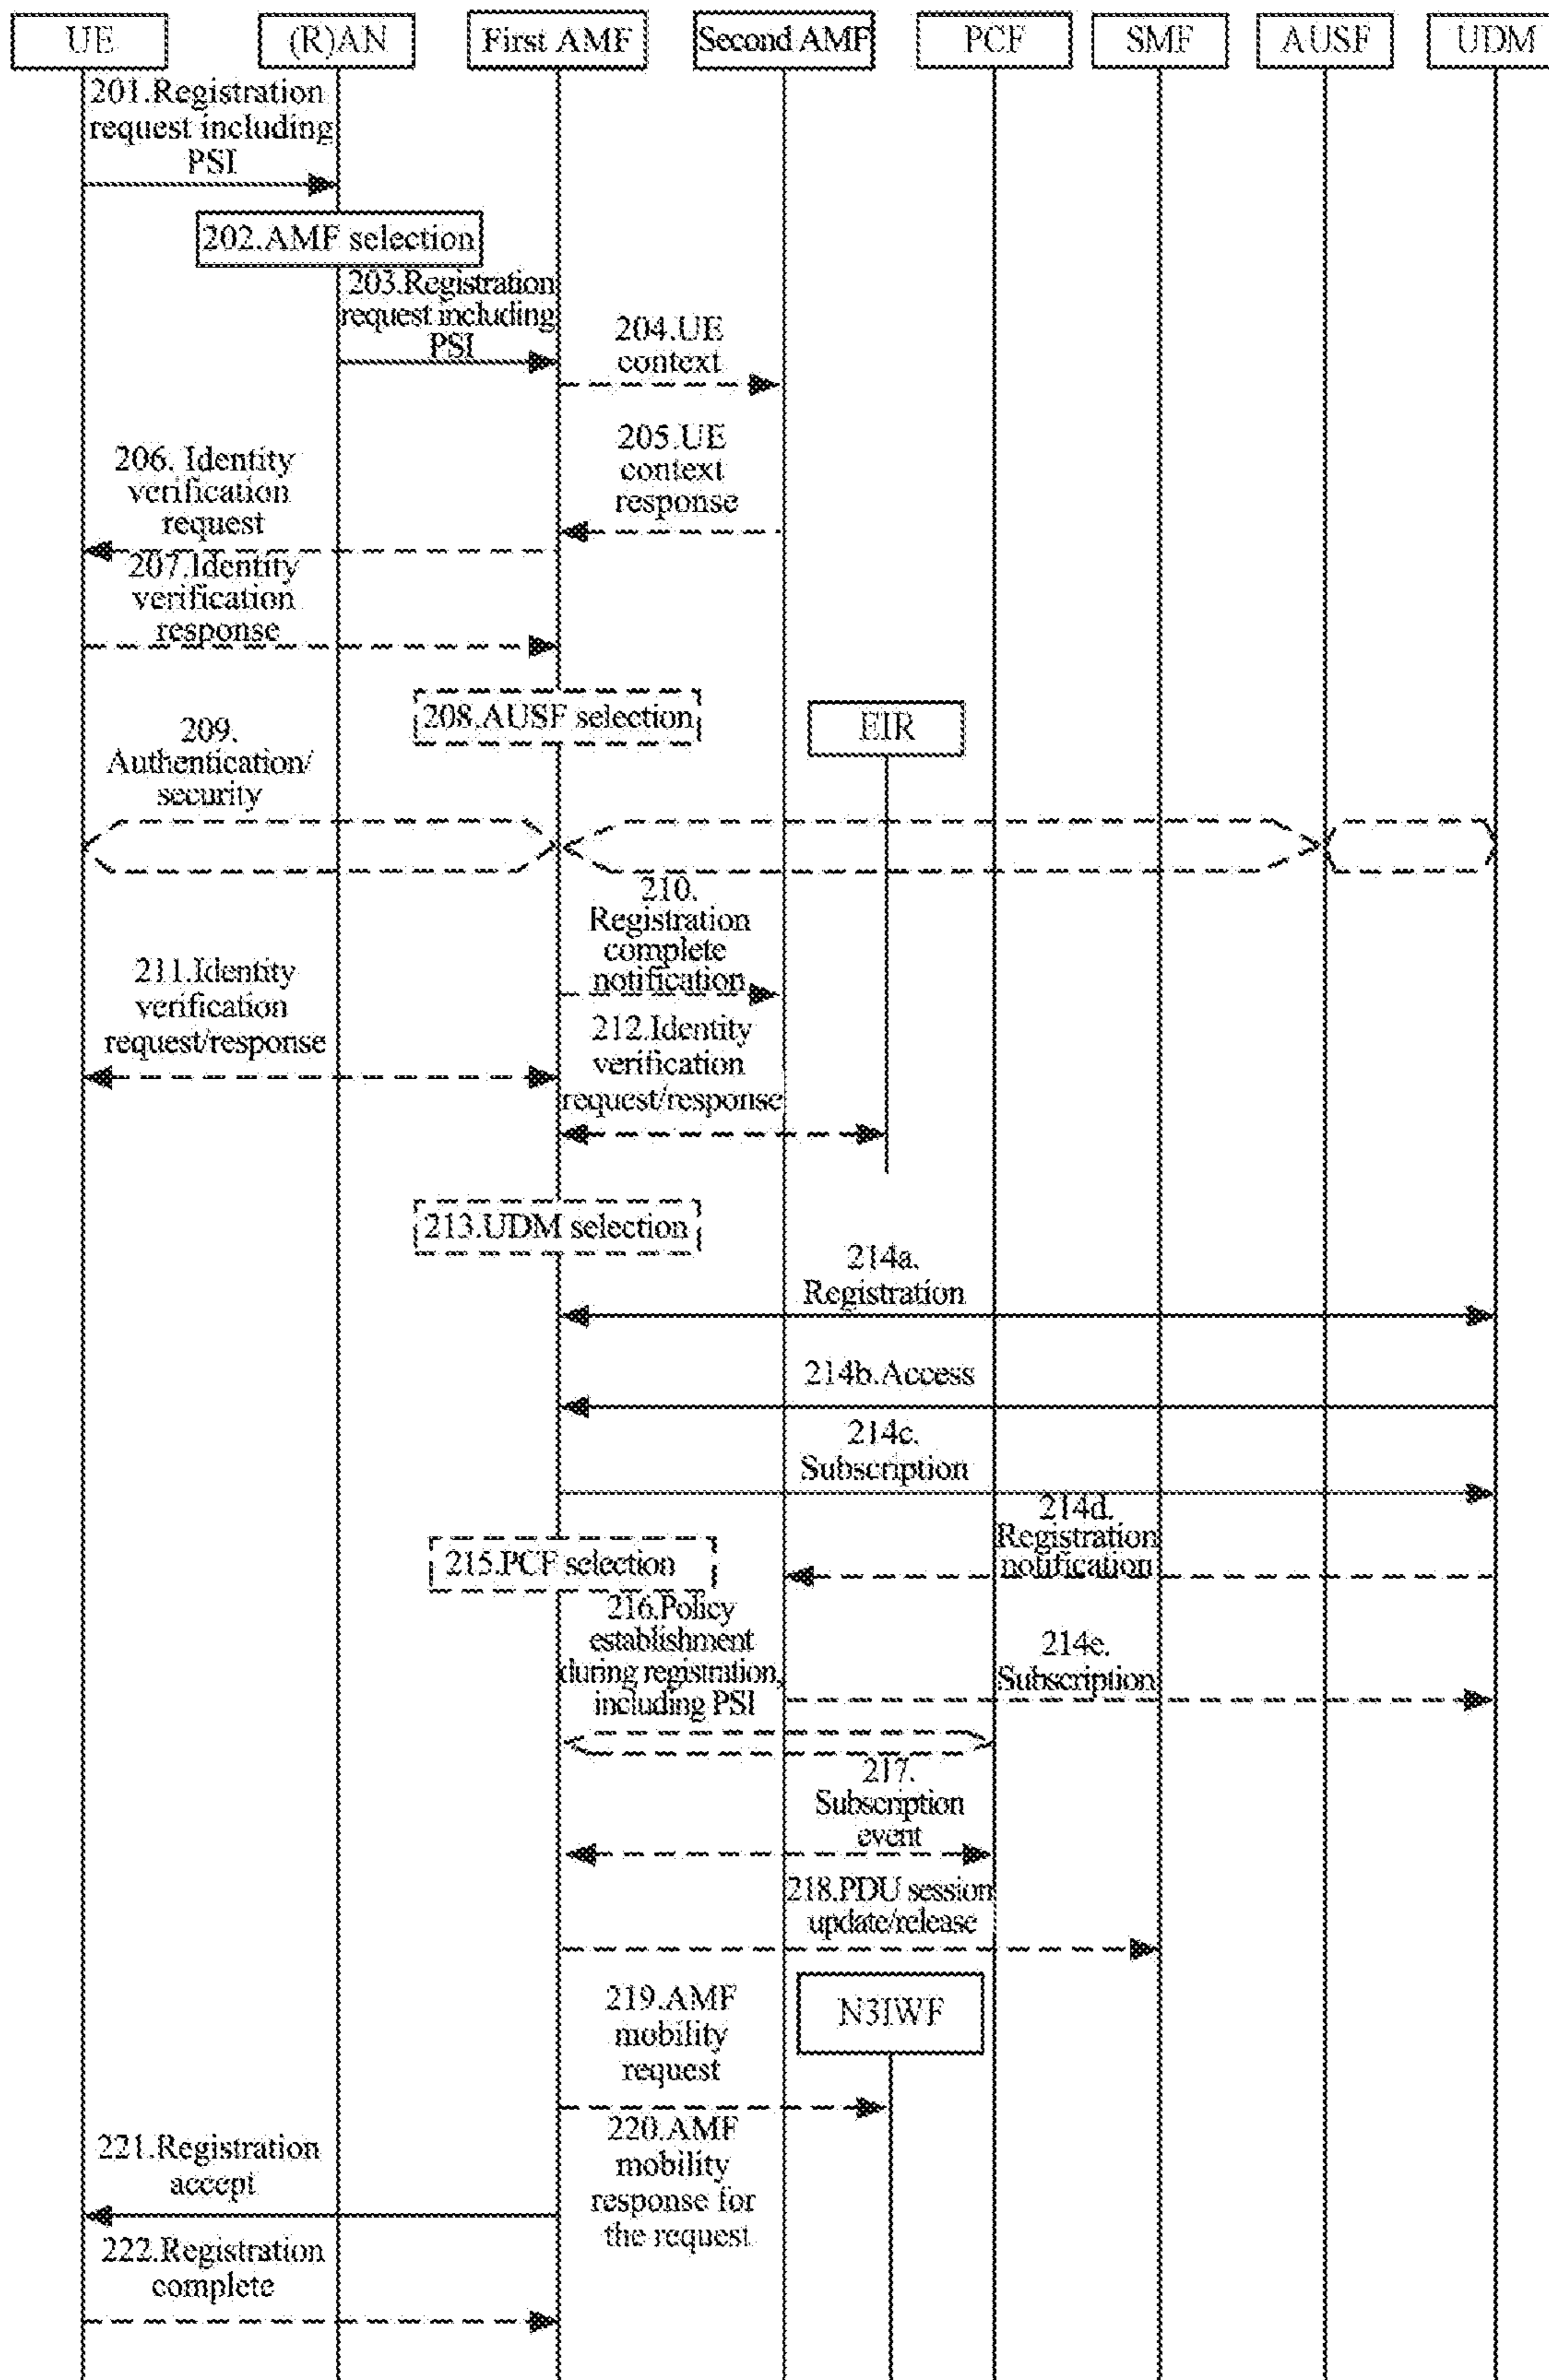 UE
(R)AN
First AMF
Second AMF
PCF
SMF
AUSF
UDM
201.Registration
request including
PSI
202.AMF selection
203.Registration
request including
PSI
204.UE
context
205.UE
context
response
206. Identity
verification
request
207.Identity
verification
response
208.AUSF selection
EIR
209.
Authentication/
security
210.
Registration
complete
notification
211.Identity
verification
request/response
212.Identity
verification
request/response
213.UDM selection
214a.
Registration
214b.Access
214c.
Subscription
214d.
Registration
notification
215.PCF selection
216.Policy
establishment
during registration,
including PSI
214e.
Subscription
217.
Subscription
event
218.PDU session
update/release
219.AMF
mobility
request
N3IWF
220.AMF
mobility
response for
the request
221.Registration
accept
222.Registration
complete